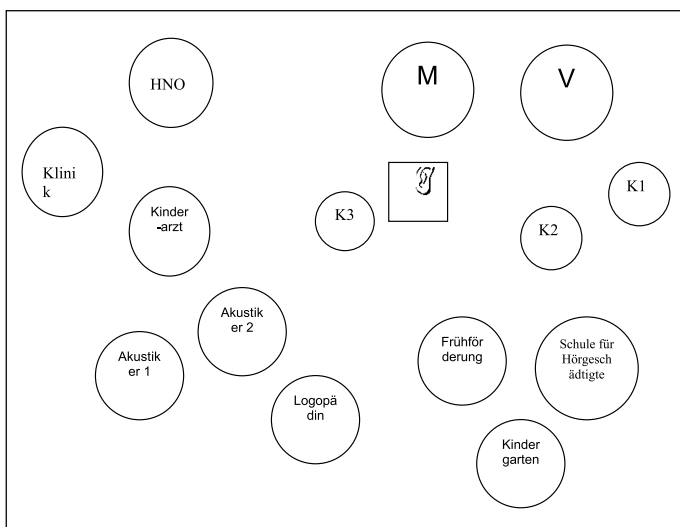 HNO
M
V
Klini
k
Kinder
-arzt
K3
K2
K1
Akustik
er 2
Akustik
er 1
Logopä
din
Frühför
derung
Schule für
Hörgesch
ädigte
Kinder
garten